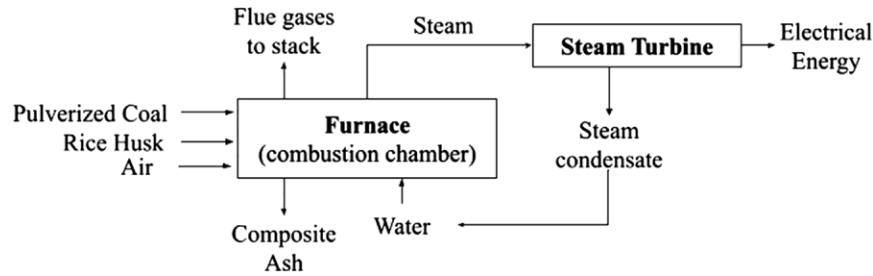 Flue gases
to stack
Steam
Steam Turbine
Electrical
Energy
Pulverized Coal
Rice Husk
Air
Furnace
(combustion chamber)
Steam
condensate
Composite
Ash
Water